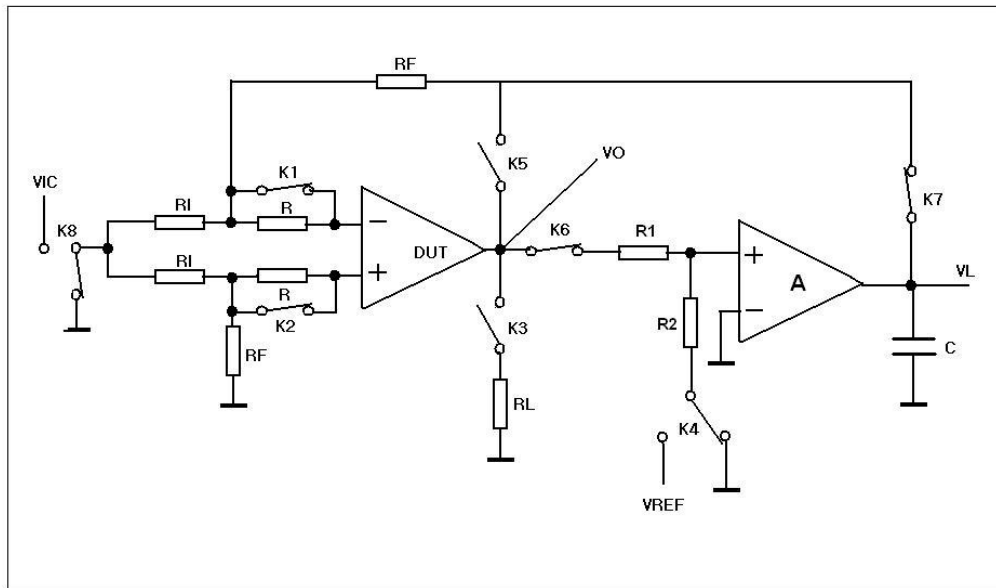 RF
VIC
K8
RI
K1
R
K5
VO
K7
DUT
K6
R1
A
VL
RI
R
K2
K3
R2
C
RF
RL
K4
VREF